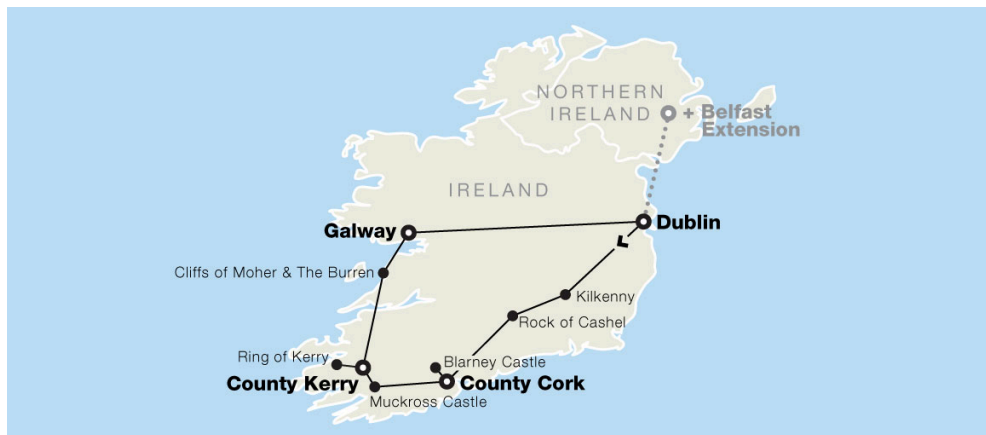 NORTHERN
IRELAND
+ Belfast
Extension
IRELAND
Galway
Dublin
Cliffs of Moher & The Burren
Kilkenny
Rock of Cashel
Ring of Kerry
Blarney Castle
County Kerry
County Cork
Muckross Castle